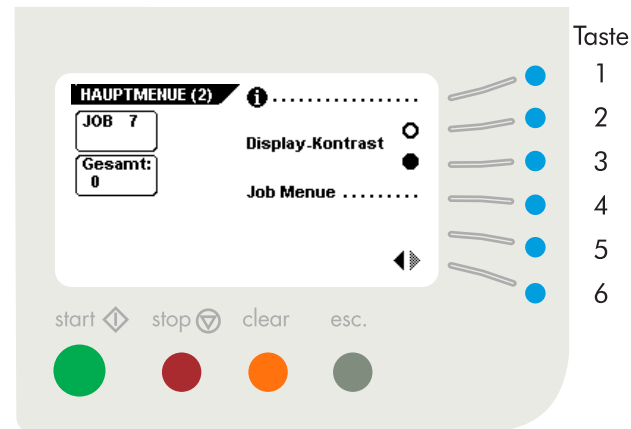 Taste
HAUPTMENUE (2)
i ..................
1
JOB 7
2
Display-Kontrast
Gesamt:
0
3
Job Menue .........
4
5
6
start
stop
clear
esc.